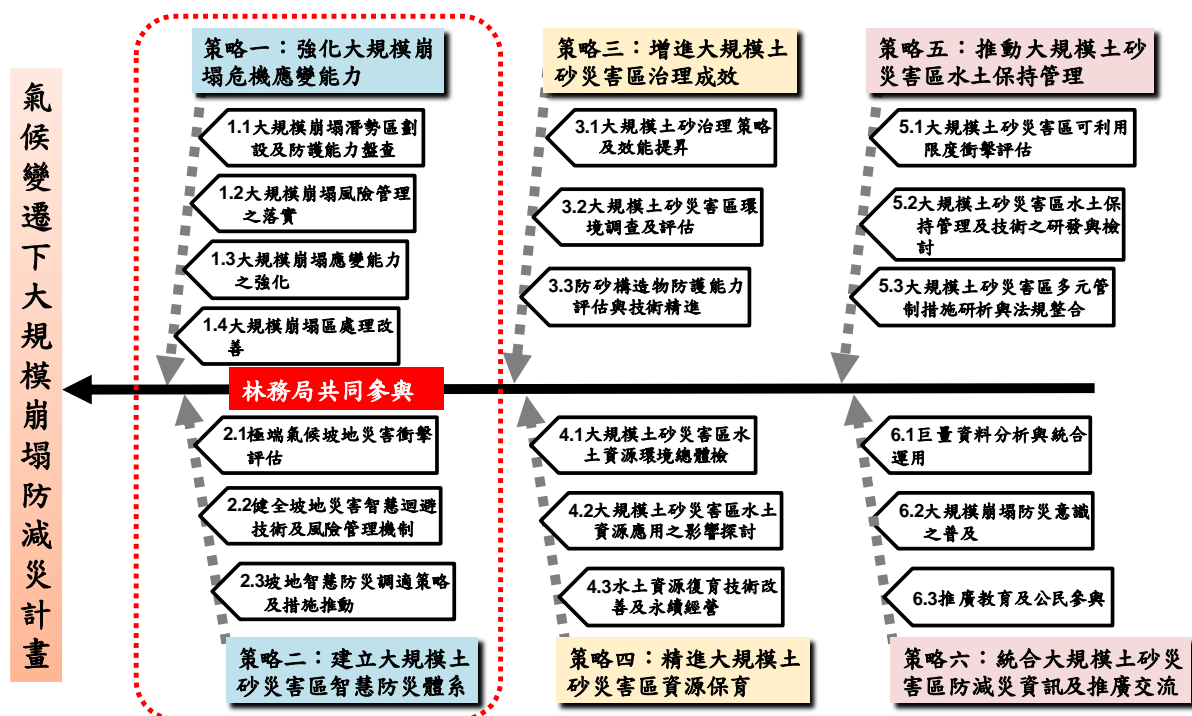 氣候變遷下大規模崩塌防減災計畫
策略一：強化大規模崩
塌危機應變能力
1.1大規模崩塌潛勢區劃
設及防護能力盤查
1.2大規模崩塌風險管理
之落實
1.3大規模崩塌應變能力
之強化
1.4大規模崩塌區處理改
善
策略三：增進大規模土
砂災害區治理成效
3.1大規模土砂治理策略
及效能提昇
3.2大規模土砂災害區環
境調查及評估
3.3防砂構造物防護能力
評估與技術精進
策略五：推動大規模土砂
災害區水土保持管理
5.1大規模土砂災害區可利用
限度衝擊評估
5.2大規模土砂災害區水土保
持管理及技術之研發與檢
討
5.3大規模土砂災害區多元管
制措施研析與法規整合
林務局共同參與
2.1極端氣候坡地災害衝擊
評估
2.2健全坡地災害智慧迴避
技術及風險管理機制
2.3坡地智慧防災調適策略
及措施推動
策略二：建立大規模土
砂災害區智慧防災體系
4.1大規模土砂災害區水
土資源環境總體檢
4.2大規模土砂災害區水土
資源應用之影響探討
4.3水土資源復育技術改
善及永續經營
策略四：精進大規模土
砂災害區資源保育
6.1巨量資料分析與統合
運用
6.2大規模崩塌防災意識
之普及
6.3推廣教育及公民參與
策略六：統合大規模土砂災
害區防減災資訊及推廣交流